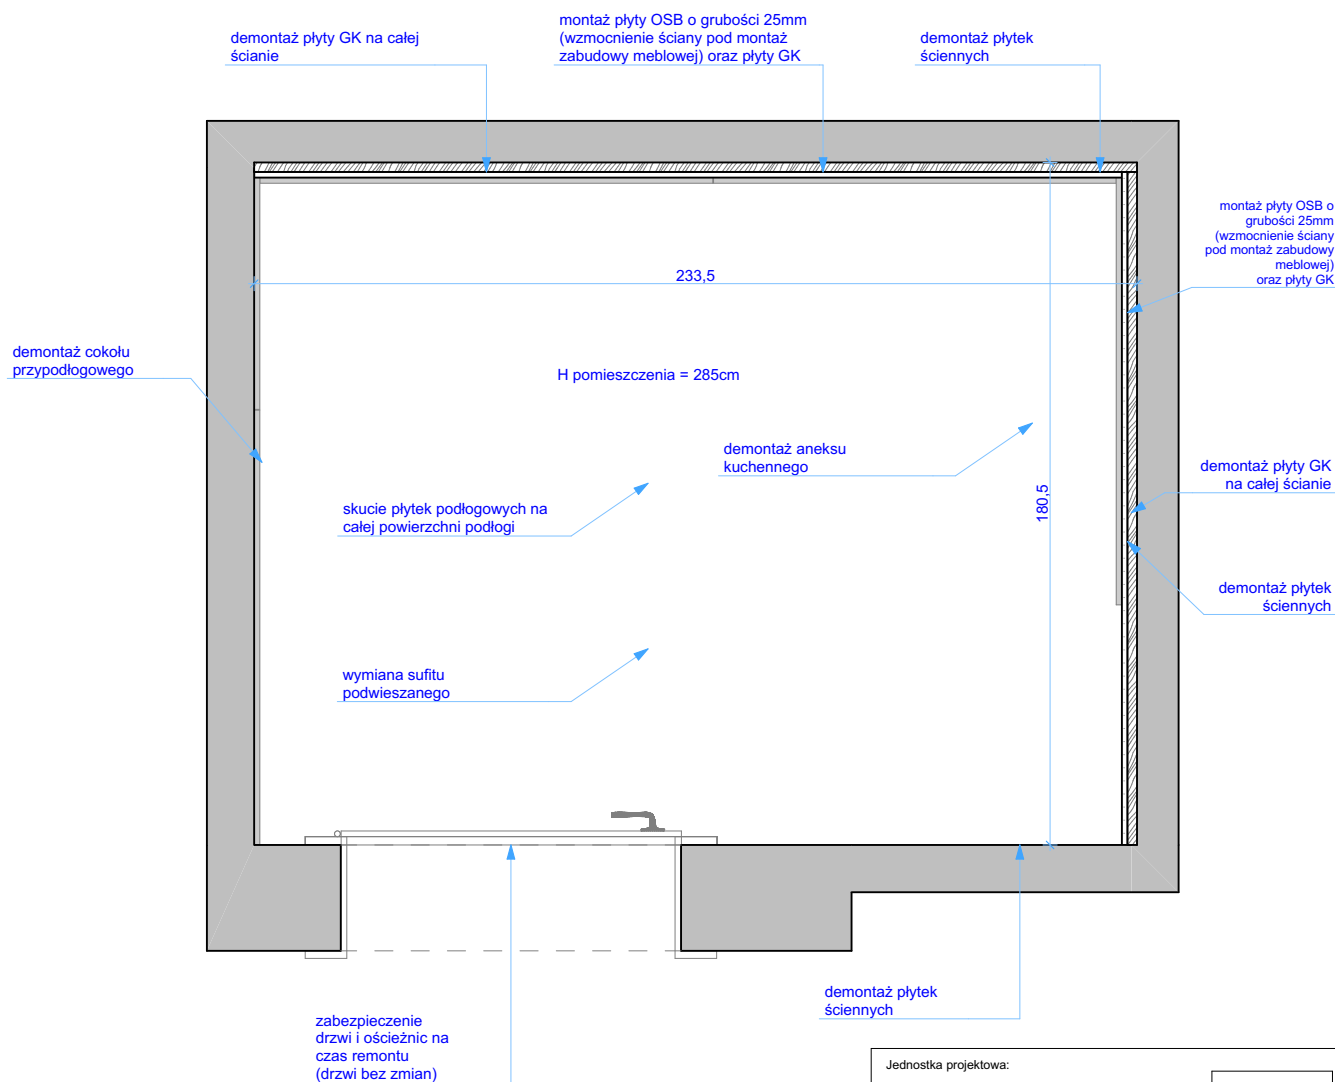 demontaż płyty GK na całej
ścianie
montaż płyty OSB o grubości 25mm
(wzmocnienie ściany pod montaż
zabudowy meblowej) oraz płyty GK
demontaż płytek
ściennych
montaż płyty OSB o
grubości 25mm
(wzmocnienie ściany
pod montaż zabudowy
meblowej)
oraz płyty GK
233,5
demontaż cokołu
przypodłogowego
H pomieszczenia = 285cm
demontaż aneksu
kuchennego
180,5
demontaż płyty GK
na całej ścianie
skucie płytek podłogowych na
całej powierzchni podłogi
demontaż płytek
ściennych
wymiana sufitu
podwieszanego
demontaż płytek
ściennych
zabezpieczenie
drzwi i ościeżnic na
czas remontu
(drzwi bez zmian)
Jednostka projektowa: